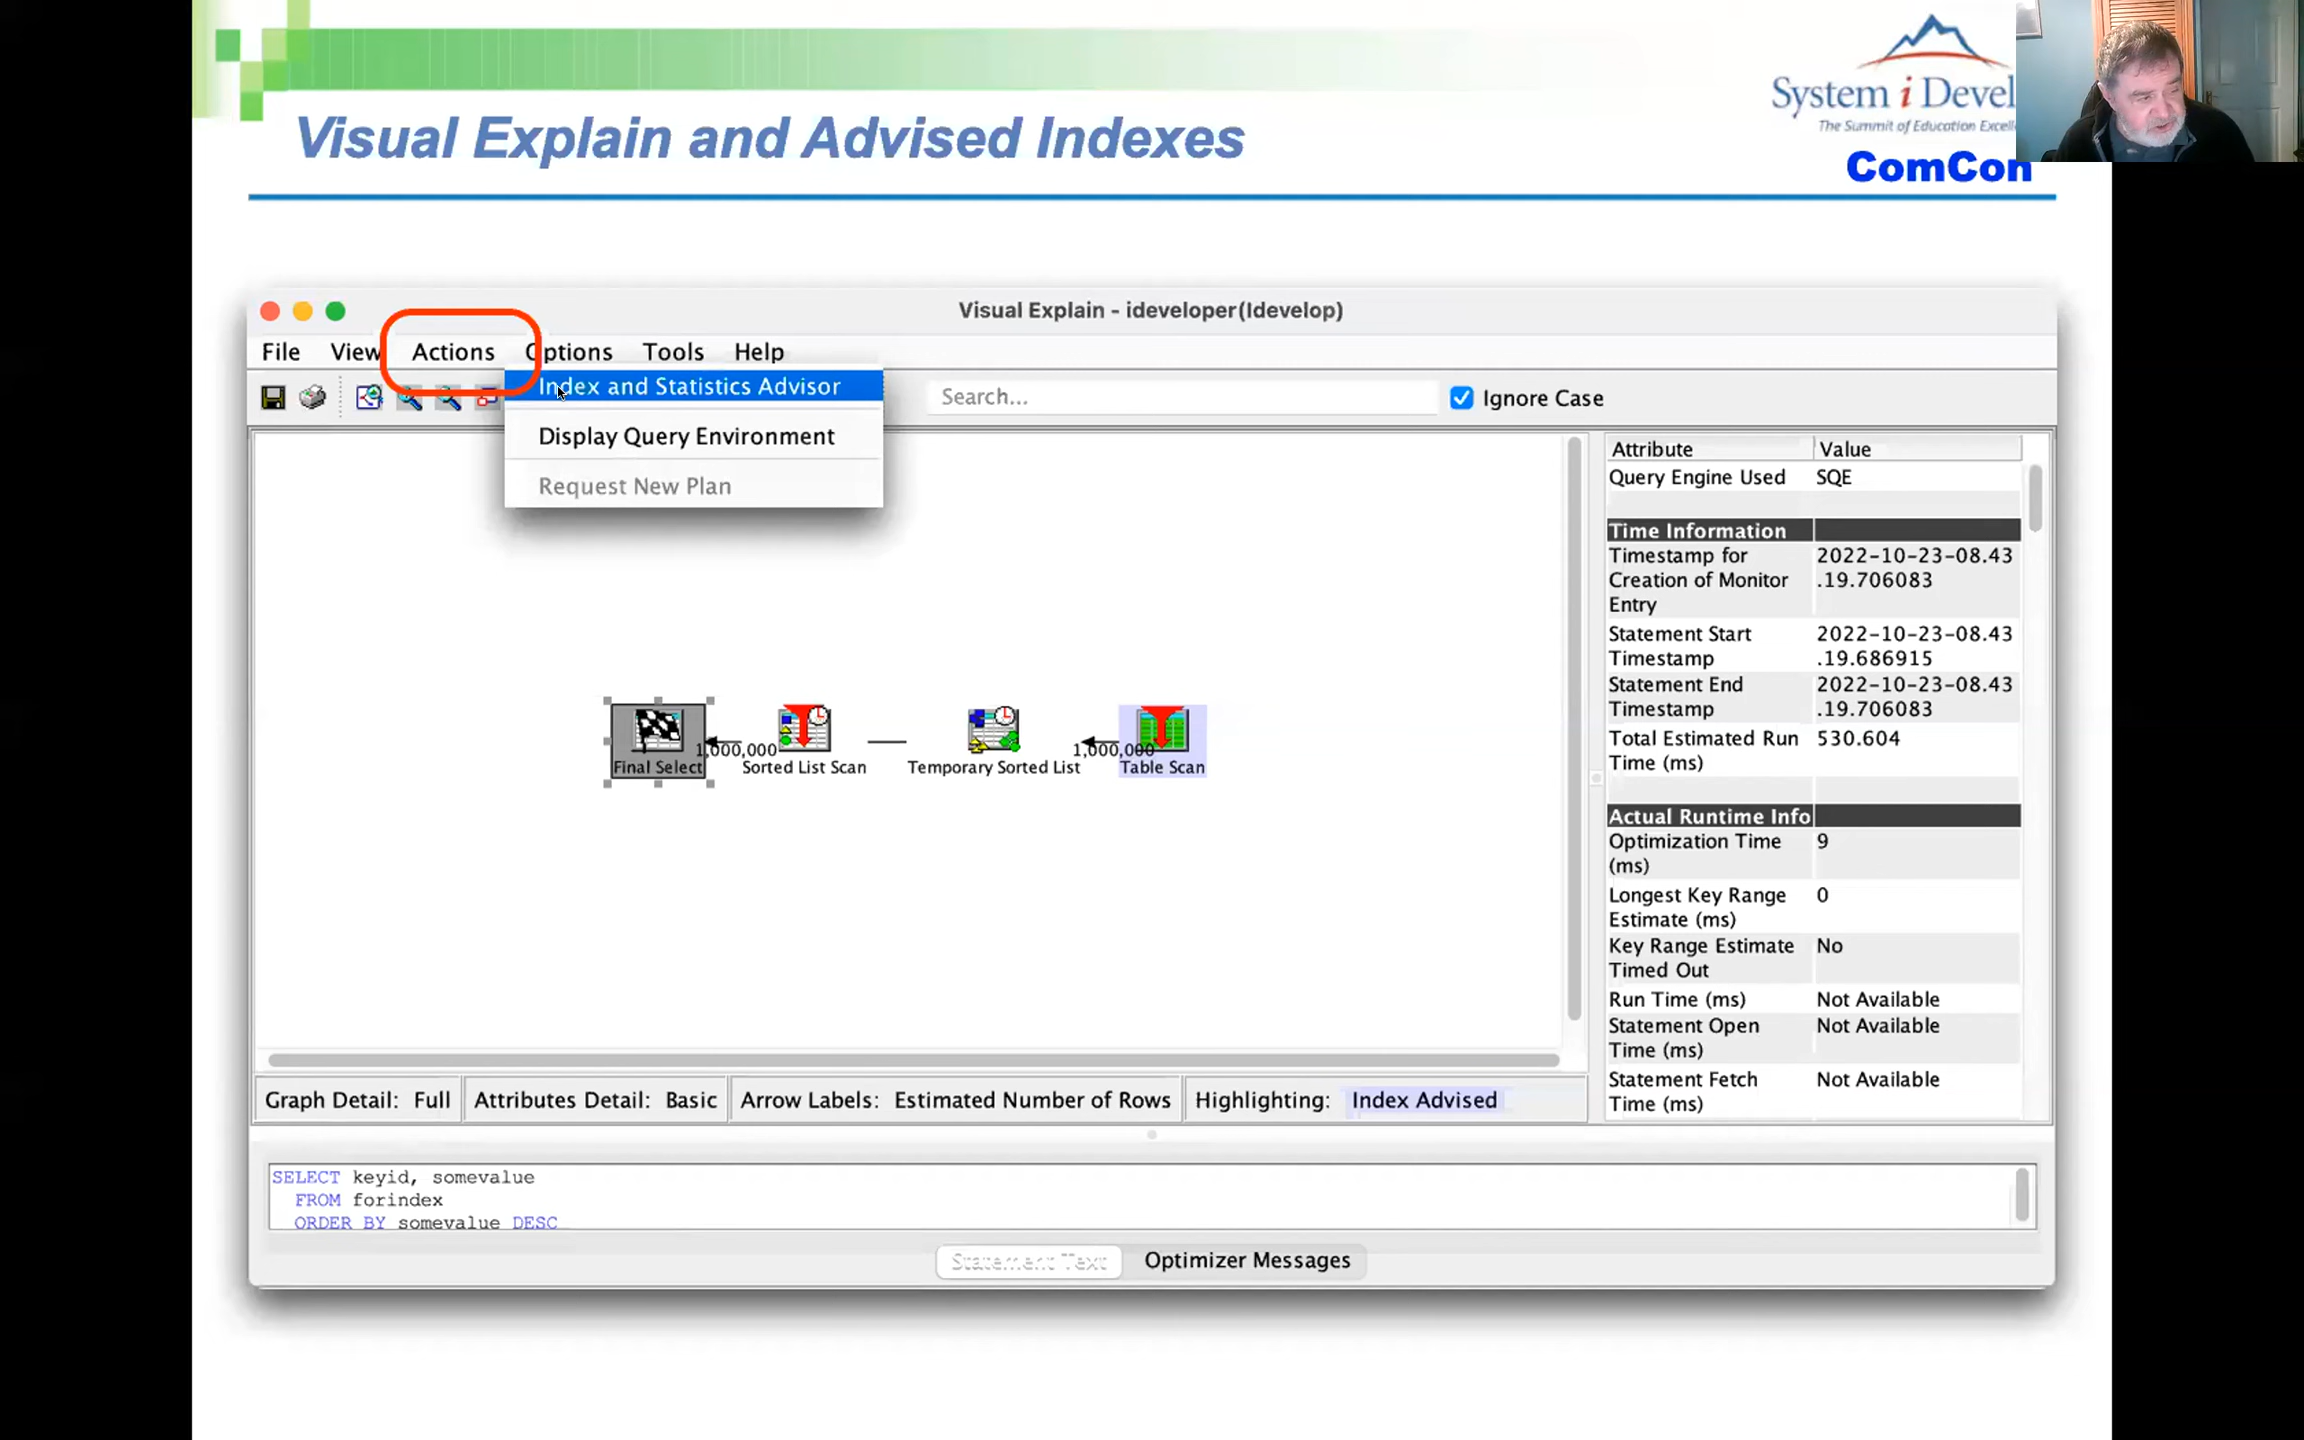 Visual Explain and Advised Indexes
System i Devel
The Summit of Education Excell
ComCon
Visual Explain - ideveloper(Idevelop)
File View Actions Options Tools Help
Index and Statistics Advisor
Display Query Environment
Request New Plan
Search...
Ignore Case
Final Select
1,000,000
Sorted List Scan
Temporary Sorted List
1,000,000
Table Scan
Attribute Value
Query Engine Used SQE
Time Information
Timestamp for 2022-10-23-08.43
Creation of Monitor .19.706083
Entry
Statement Start 2022-10-23-08.43
Timestamp .19.686915
Statement End 2022-10-23-08.43
Timestamp .19.706083
Total Estimated Run 530.604
Time (ms)
Actual Runtime Info
Optimization Time 9
(ms)
Longest Key Range 0
Estimate (ms)
Key Range Estimate No
Timed Out
Run Time (ms) Not Available
Statement Open Not Available
Time (ms)
Statement Fetch Not Available
Time (ms)
Graph Detail: Full Attributes Detail: Basic Arrow Labels: Estimated Number of Rows Highlighting: Index Advised
SELECT keyid, somevalue
FROM forindex
ORDER BY somevalue DESC
Statement Text Optimizer Messages